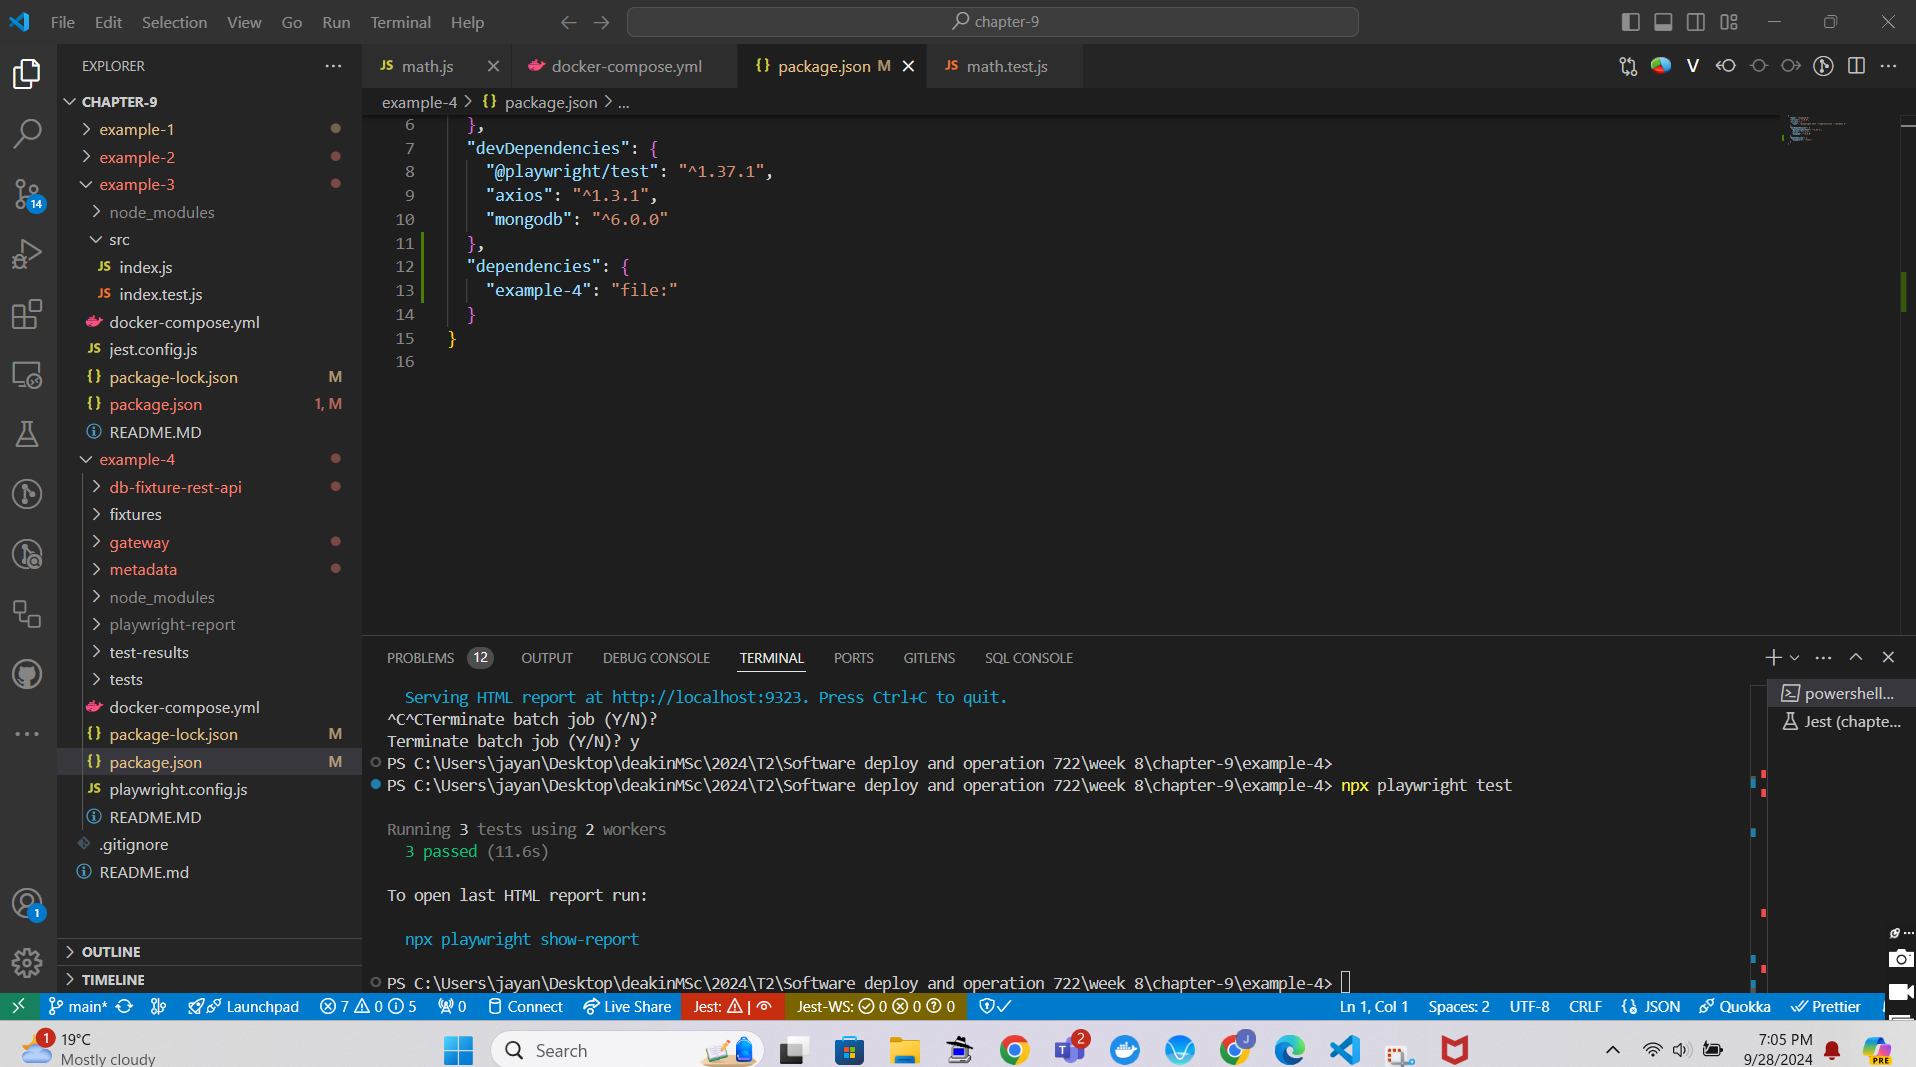 File Edit Selection View Go Run Terminal Help
chapter-9
EXPLORER
CHAPTER-9
example-1
example-2
example-3
node_modules
src
JS index.js
JS index.test.js
docker-compose.yml
JS jest.config.js
{} package-lock.json M
{} package.json 1, M
README.MD
example-4
db-fixture-rest-api
fixtures
gateway
metadata
node_modules
playwright-report
test-results
tests
docker-compose.yml
{} package-lock.json M
{} package.json M
JS playwright.config.js
README.MD
.gitignore
README.md
OUTLINE
TIMELINE
14
1
JS math.js
docker-compose.yml
{} package.json M
JS math.test.js
V
example-4 > {} package.json > ...
6 },
7 "devDependencies": {
8 "@playwright/test": "^1.37.1",
9 "axios": "^1.3.1",
10 "mongodb": "^6.0.0"
11 },
12 "dependencies": {
13 "example-4": "file:"
14 }
15 }
16
PROBLEMS 12 OUTPUT DEBUG CONSOLE TERMINAL PORTS GITLENS SQL CONSOLE
powershell...
Jest (chapte...
Serving HTML report at http://localhost:9323. Press Ctrl+C to quit.
^C^CTerminate batch job (Y/N)?
Terminate batch job (Y/N)? y
PS C:\Users\jayan\Desktop\deakinMSc\2024\T2\Software deploy and operation 722\week 8\chapter-9\example-4>
PS C:\Users\jayan\Desktop\deakinMSc\2024\T2\Software deploy and operation 722\week 8\chapter-9\example-4> npx playwright test
Running 3 tests using 2 workers
3 passed (11.6s)
To open last HTML report run:
npx playwright show-report
PS C:\Users\jayan\Desktop\deakinMSc\2024\T2\Software deploy and operation 722\week 8\chapter-9\example-4>
main* Launchpad 7 0 5 0 Connect Live Share Jest: | Jest-WS: 0 0 0 Ln 1, Col 1 Spaces: 2 UTF-8 CRLF {} JSON Quokka Prettier
1
19°C
Mostly cloudy
Search
2
J
7:05 PM
9/28/2024
PRE